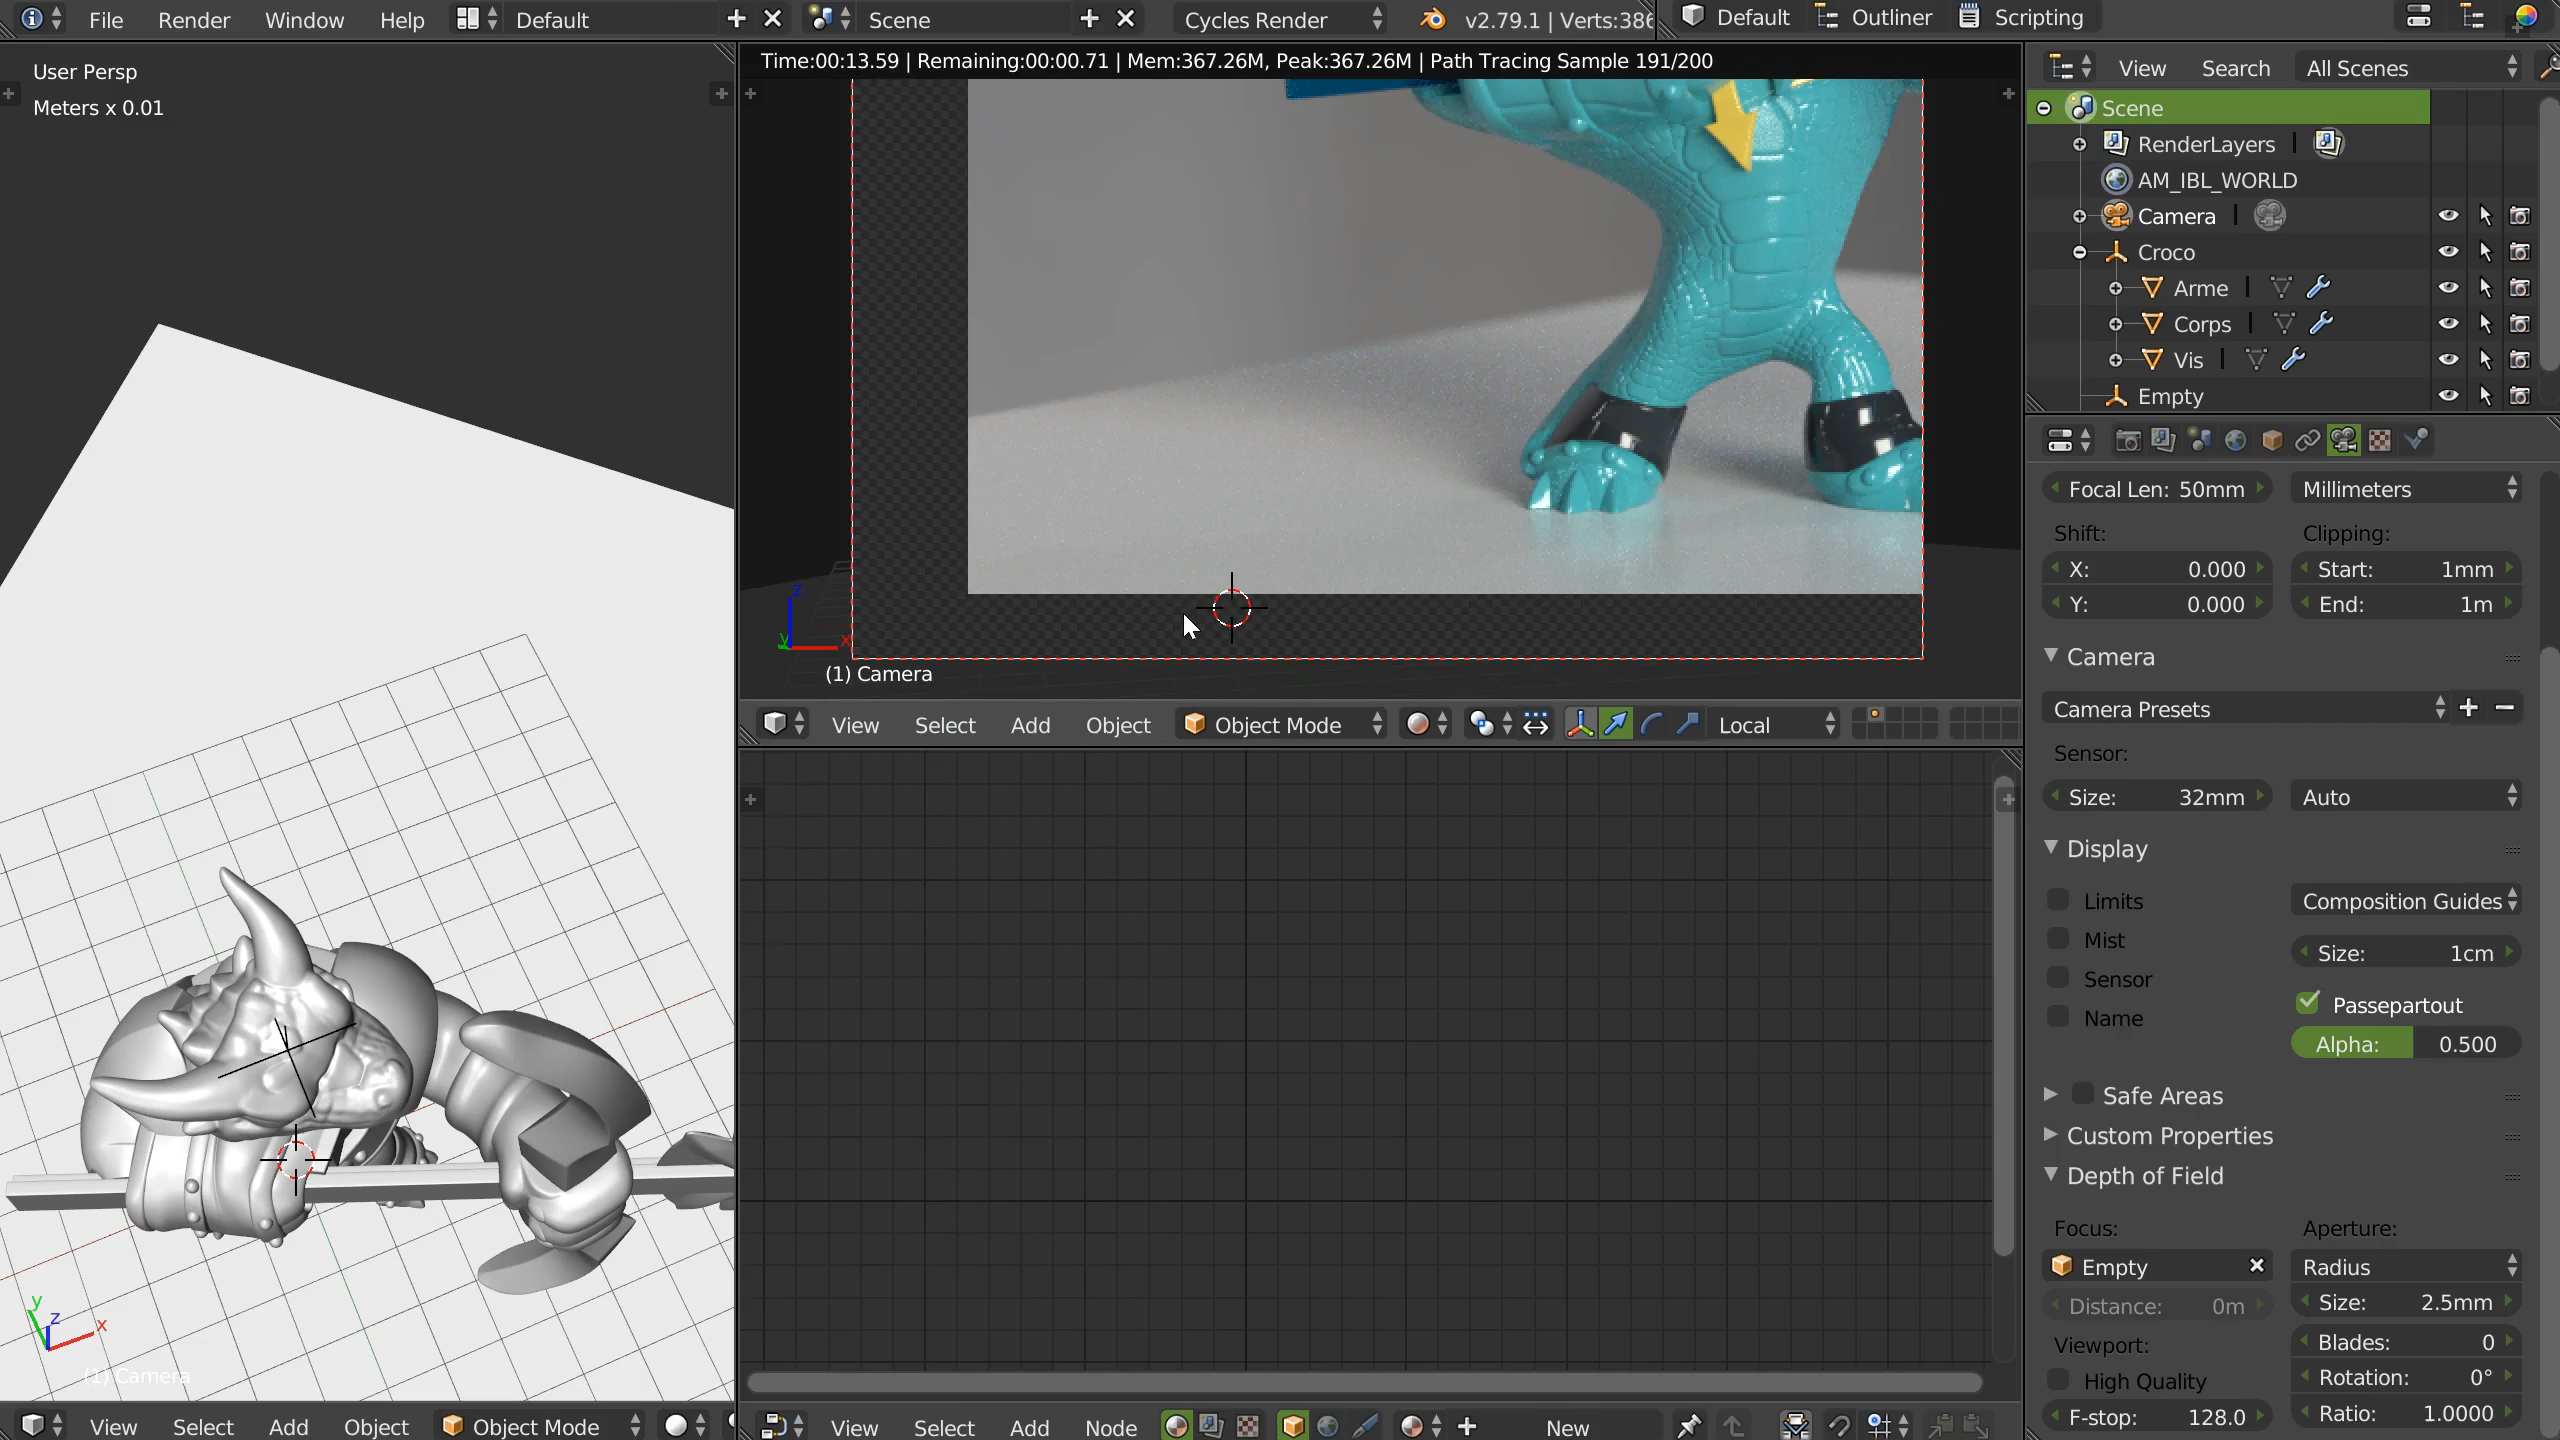 File Render Window Help Default Scene Cycles Render v2.79.1 | Verts:386 Default Outliner Scripting
User Persp
Meters x 0.01
y z x
(1) Camera
View Select Add Object Object Mode
Time:00:13.59 | Remaining:00:00.71 | Mem:367.26M, Peak:367.26M | Path Tracing Sample 191/200
z
y x
(1) Camera
View Select Add Object Object Mode Local
View Select Add Node New
View Search All Scenes
Scene
RenderLayers |
AM_IBL_WORLD
Camera |
Croco
Arme |
Corps |
Vis |
Empty
Focal Len: 50mm Millimeters
Shift: Clipping:
X: 0.000 Start: 1mm
Y: 0.000 End: 1m
Camera
Camera Presets
Sensor:
Size: 32mm Auto
Display
Limits Composition Guides
Mist Size: 1cm
Sensor Passepartout
Name Alpha: 0.500
Safe Areas
Custom Properties
Depth of Field
Focus: Aperture:
Empty Radius
Distance: 0m Size: 2.5mm
Viewport: Blades: 0
High Quality Rotation: 0°
F-stop: 128.0 Ratio: 1.0000